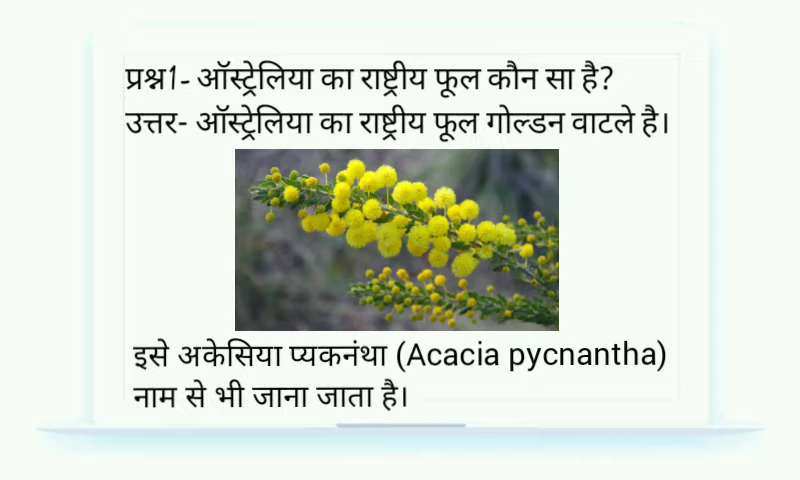 प्रश्न1- ऑस्ट्रेलिया का राष्ट्रीय फूल कौन सा है?
उत्तर- ऑस्ट्रेलिया का राष्ट्रीय फूल गोल्डन वाटले है।
इसे अकेसिया प्यकनंथा (Acacia pycnantha)
नाम से भी जाना जाता है।